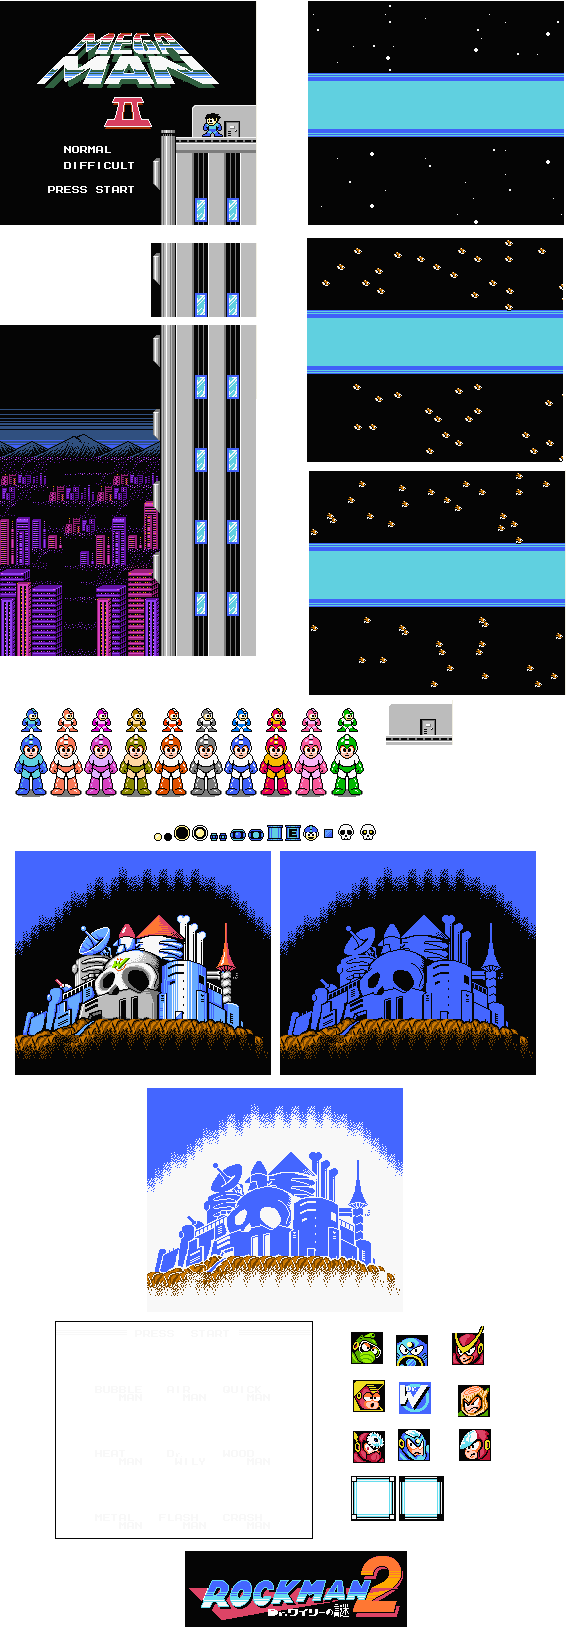 MEGA
MAN
II
NORMAL
DIFFICULT
PRESS START
E
W
PRESS START
BUBBLE
MAN
AIR
MAN
QUICK
MAN
HEAT
MAN
DR
WILY
WOOD
MAN
METAL
MAN
FLASH
MAN
CRASH
MAN
W
ROCKMAN 2
Dr.ワイリーの謎